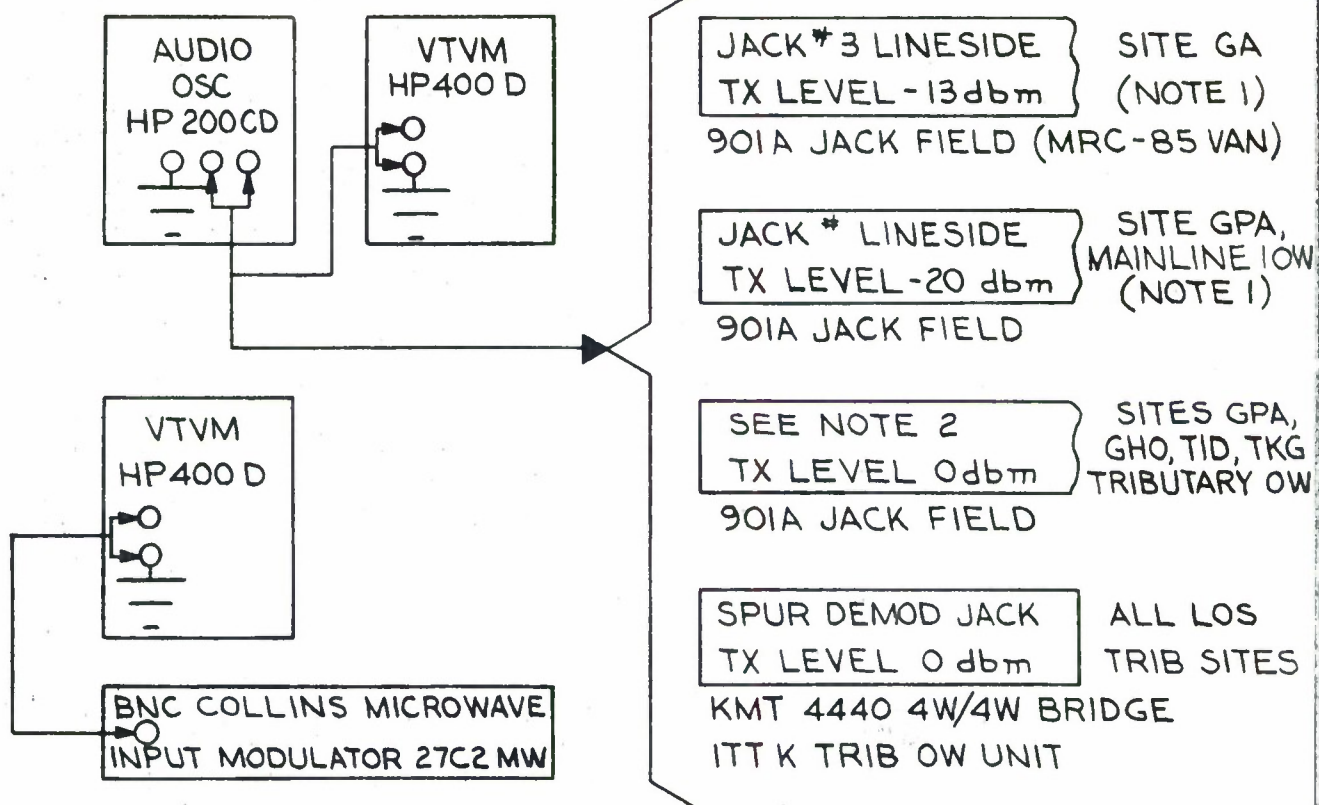 AUDIO
OSC
HP 200CD
VTVM
HP400 D
VTVM
HP400 D
BNC COLLINS MICROWAVE
INPUT MODULATOR 27C2 MW
JACK # 3 LINESIDE
TX LEVEL -13dbm
SITE GA
(NOTE 1)
901A JACK FIELD (MRC-85 VAN)
JACK # LINESIDE
TX LEVEL -20 dbm
SITE GPA,
MAINLINE 1OW
(NOTE 1)
901A JACK FIELD
SEE NOTE 2
TX LEVEL 0dbm
SITES GPA,
GHO, TID, TKG
TRIBUTARY OW
901A JACK FIELD
SPUR DEMOD JACK
TX LEVEL 0 dbm
ALL LOS
TRIB SITES
KMT 4440 4W/4W BRIDGE
ITT K TRIB OW UNIT